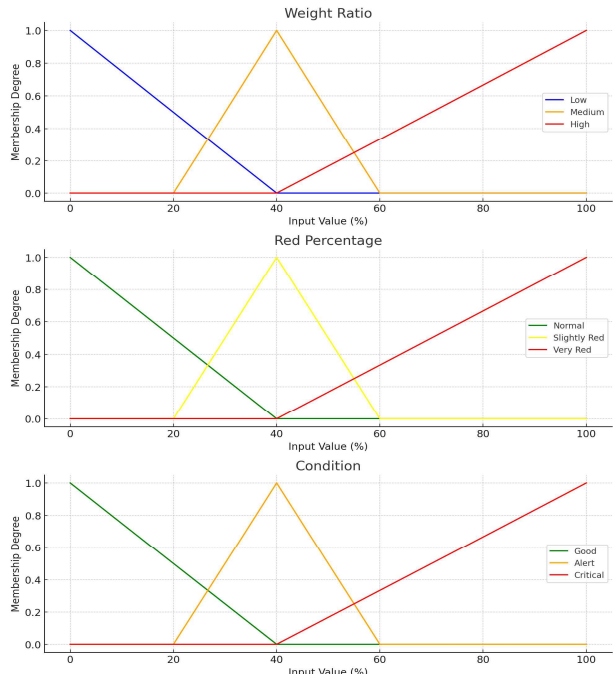 Weight Ratio
1.0
0.8
0.6
0.4
0.2
0.0
Membership Degree
Low
Medium
High
0 20 40 60 80 100
Input Value (%)
Red Percentage
1.0
0.8
0.6
0.4
0.2
0.0
Membership Degree
Normal
Slightly Red
Very Red
0 20 40 60 80 100
Input Value (%)
Condition
1.0
0.8
0.6
0.4
0.2
0.0
Membership Degree
Good
Alert
Critical
0 20 40 60 80 100
Input Value (%)